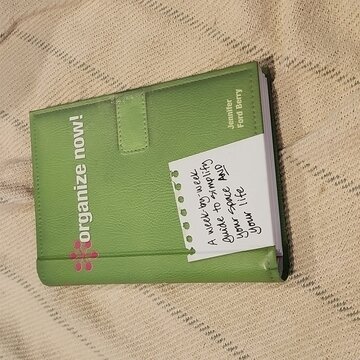 organize now!
A week-by-week
guide to simplify
your space AND
your life
Jennifer
Ford Berry